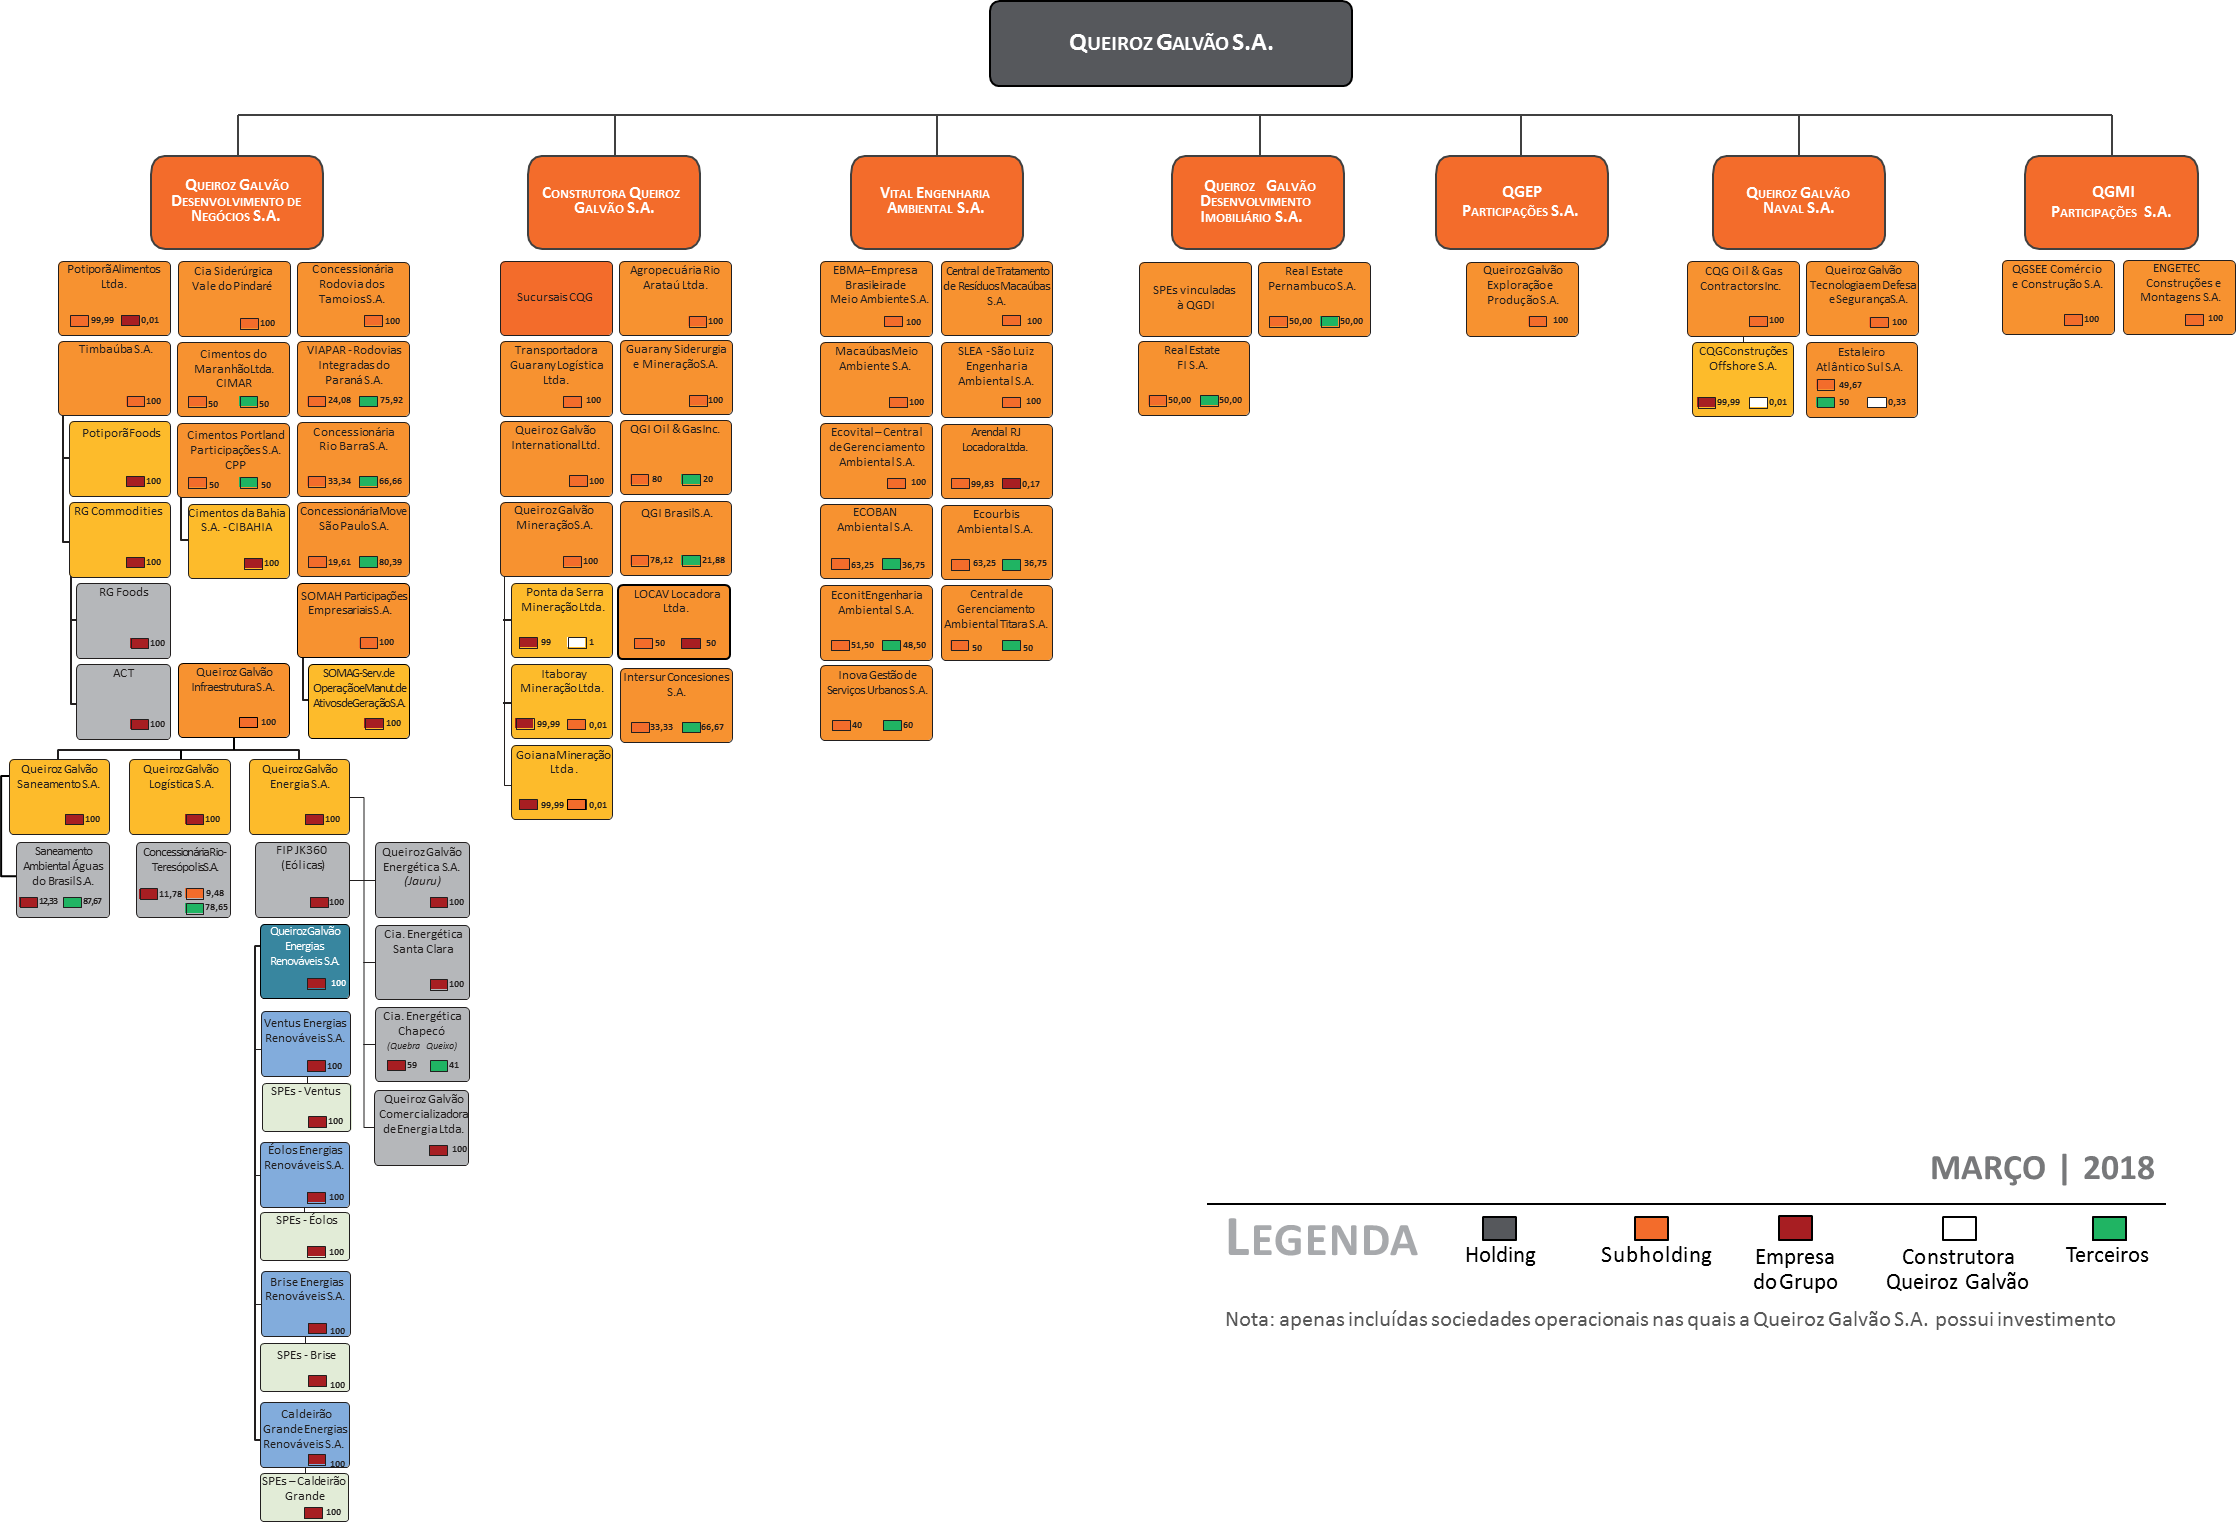 QUEIROZ GALVÃO S.A.
QUEIROZ GALVÃO
DESENVOLVIMENTO DE
NEGÓCIOS S.A.
CONSTRUTORA QUEIROZ
GALVÃO S.A.
VITAL ENGENHARIA
AMBIENTAL S.A.
QUEIROZ GALVÃO
DESENVOLVIMENTO
IMOBILIÁRIO S.A.
QGEP
PARTICIPAÇÕES S.A.
QUEIROZ GALVÃO
NAVAL S.A.
QGMI
PARTICIPAÇÕES S.A.
Potiporã Alimentos
Ltda.
99,99 0,01
Cia Siderúrgica
Vale do Pindaré
100
Concessionária
Rodovia dos
Tamoios S.A.
100
Timbaúba S.A.
100
Cimentos do
Maranhão Ltda.
CIMAR
50 50
VIAPAR - Rodovias
Integradas do
Paraná S.A.
24,08 75,92
Potiporã Foods
100
Cimentos Portland
Participações S.A.
CPP
50 50
Concessionária
Rio Barra S.A.
33,34 66,66
RG Commodities
100
Cimentos da Bahia
S.A. - CIBAHIA
100
Concessionária Move
São Paulo S.A.
19,61 80,39
RG Foods
100
SOMAH Participações
Empresariais S.A.
100
ACT
100
Queiroz Galvão
Infraestrutura S.A.
100
SOMAG-Serv. de
Operação e Manut. de
Ativos de Geração S.A.
100
Queiroz Galvão
Saneamento S.A.
100
Queiroz Galvão
Logística S.A.
100
Queiroz Galvão
Energia S.A.
100
Saneamento
Ambiental Águas
do Brasil S.A.
12,33 87,67
Concessionária Rio-
Teresópolis S.A.
11,78 9,48
78,65
FIP JK360
(Eólicas)
100
Queiroz Galvão
Energética S.A.
(Jauru)
100
Queiroz Galvão
Energias
Renováveis S.A.
100
Cia. Energética
Santa Clara
100
Ventus Energias
Renováveis S.A.
100
Cia. Energética
Chapecó
(Quebra Queixo)
59 41
SPEs - Ventus
100
Queiroz Galvão
Comercializadora
de Energia Ltda.
100
Éolos Energias
Renováveis S.A.
100
SPEs - Éolos
100
Brise Energias
Renováveis S.A.
100
SPEs - Brise
100
Caldeirão
Grande Energias
Renováveis S.A.
100
SPEs – Caldeirão
Grande
100
Sucursais CQG
Agropecuária Rio
Arataú Ltda.
100
Transportadora
Guarany Logística
Ltda.
100
Guarany Siderurgia
e Mineração S.A.
100
Queiroz Galvão
International Ltd.
100
QGI Oil & Gas Inc.
80 20
Queiroz Galvão
Mineração S.A.
100
QGI Brasil S.A.
78,12 21,88
Ponta da Serra
Mineração Ltda.
99 1
LOCAV Locadora
Ltda.
50 50
Itaboray
Mineração Ltda.
99,99 0,01
Intersur Concesiones
S.A.
33,33 66,67
Goiana Mineração
Ltda.
99,99 0,01
EBMA – Empresa
Brasileira de
Meio Ambiente S.A.
100
Central de Tratamento
de Resíduos Macaúbas
S.A.
100
Macaúbas Meio
Ambiente S.A.
100
SLEA - São Luiz
Engenharia
Ambiental S.A.
100
Ecovital – Central
de Gerenciamento
Ambiental S.A.
100
Arendal RJ
Locadora Ltda.
99,83 0,17
ECOBAN
Ambiental S.A.
63,25 36,75
Ecourbis
Ambiental S.A.
63,25 36,75
Econit Engenharia
Ambiental S.A.
51,50 48,50
Central de
Gerenciamento
Ambiental Titara S.A.
50 50
Inova Gestão de
Serviços Urbanos S.A.
40 60
SPEs vinculadas
à QGDI
Real Estate
Pernambuco S.A.
50,00 50,00
Real Estate
FI S.A.
50,00 50,00
Queiroz Galvão
Exploração e
Produção S.A.
100
CQG Oil & Gas
Contractors Inc.
100
Queiroz Galvão
Tecnologia em Defesa
e Segurança S.A.
100
CQG Construções
Offshore S.A.
99,99 0,01
Estaleiro
Atlântico Sul S.A.
49,67
50 0,33
QGSEE Comércio
e Construção S.A.
100
ENGETEC
Construções e
Montagens S.A.
100
MARÇO | 2018
LEGENDA
Holding
Subholding
Empresa
do Grupo
Construtora
Queiroz Galvão
Terceiros
Nota: apenas incluídas sociedades operacionais nas quais a Queiroz Galvão S.A. possui investimento